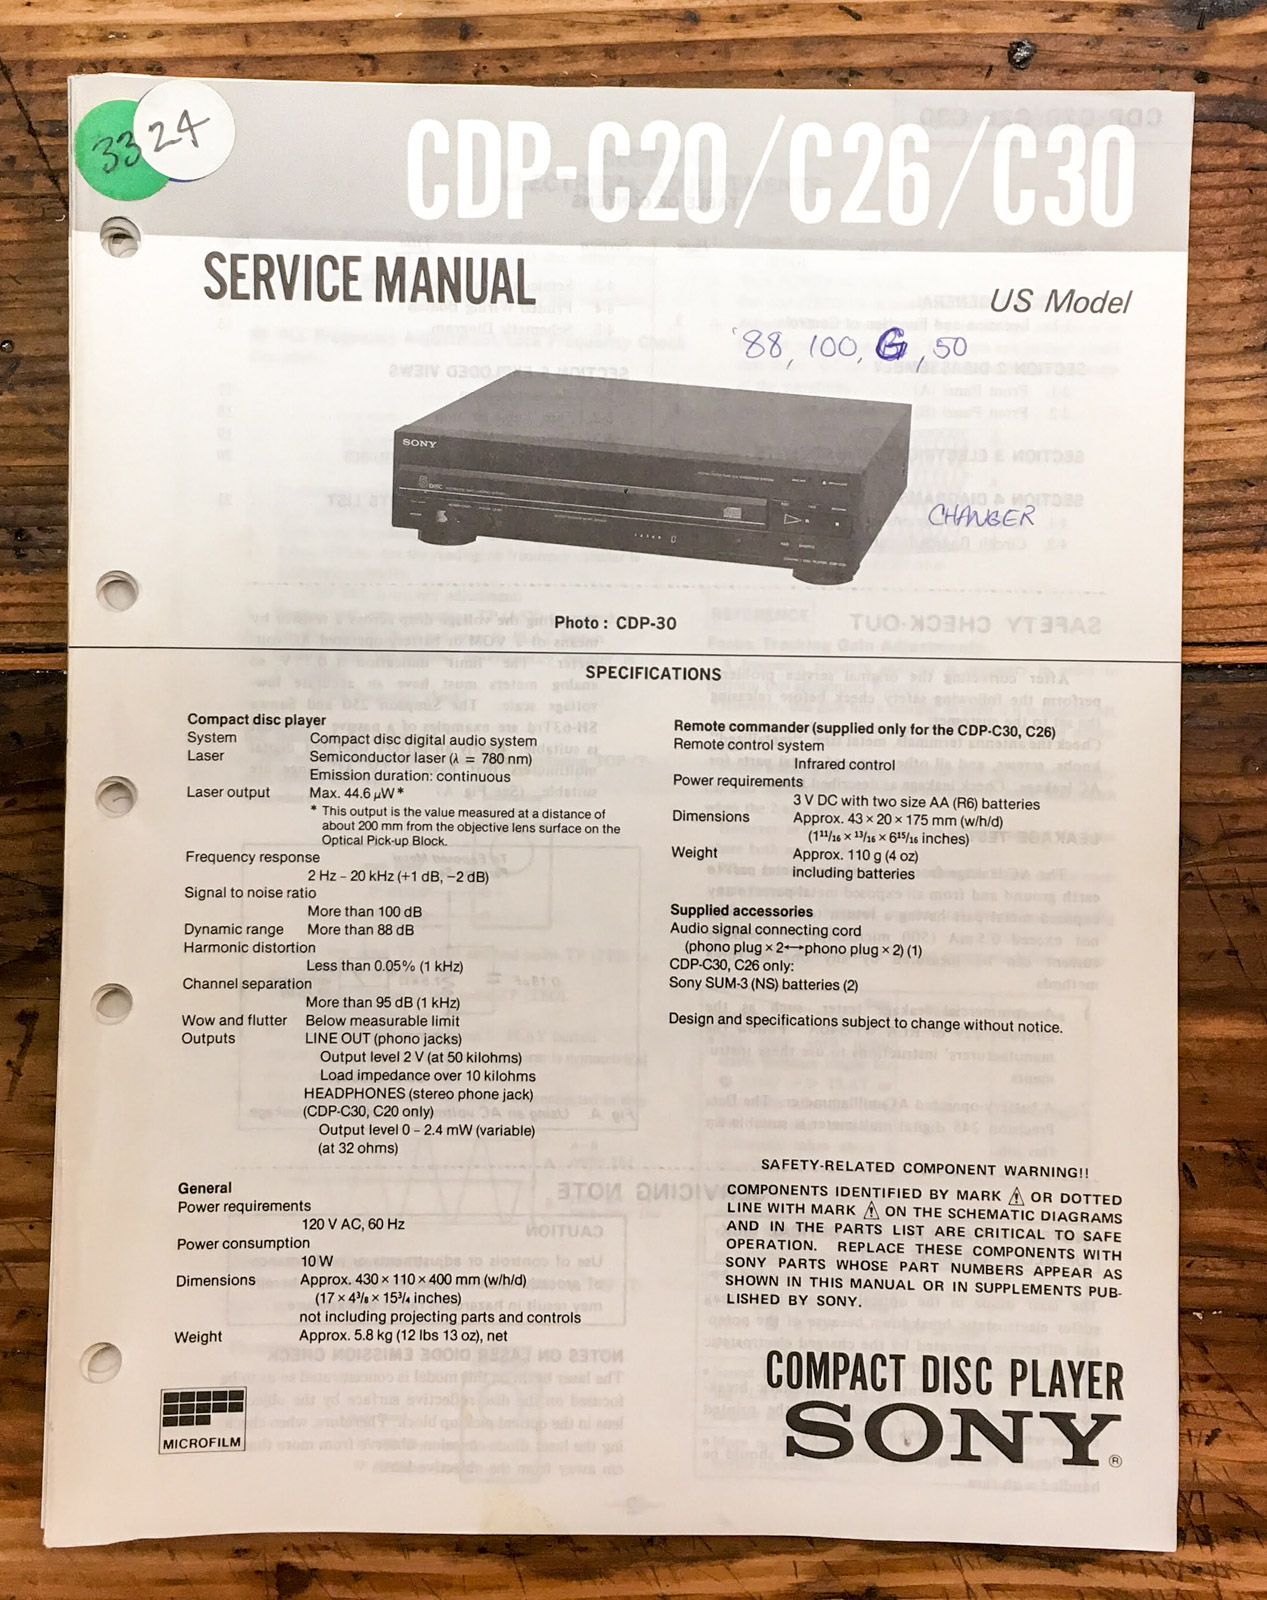 33 24
CDP-C20/C26/C30
SERVICE MANUAL
US Model
'88, 100, G, 50
SONY
DISC
CHANGER
Photo : CDP-30
SPECIFICATIONS
Compact disc player
System Compact disc digital audio system
Laser Semiconductor laser (λ = 780 nm)
Emission duration: continuous
Laser output Max. 44.6 μW*
* This output is the value measured at a distance of
about 200 mm from the objective lens surface on the
Optical Pick-up Block.
Frequency response
2 Hz – 20 kHz (+1 dB, −2 dB)
Signal to noise ratio
More than 100 dB
Dynamic range More than 88 dB
Harmonic distortion
Less than 0.05% (1 kHz)
Channel separation
More than 95 dB (1 kHz)
Wow and flutter Below measurable limit
Outputs LINE OUT (phono jacks)
Output level 2 V (at 50 kilohms)
Load impedance over 10 kilohms
HEADPHONES (stereo phone jack)
(CDP-C30, C20 only)
Output level 0 – 2.4 mW (variable)
(at 32 ohms)
General
Power requirements
120 V AC, 60 Hz
Power consumption
10 W
Dimensions Approx. 430 × 110 × 400 mm (w/h/d)
(17 × 4³/₈ × 15³/₄ inches)
not including projecting parts and controls
Weight Approx. 5.8 kg (12 lbs 13 oz), net
MICROFILM
Remote commander (supplied only for the CDP-C30, C26)
Remote control system
Infrared control
Power requirements
3 V DC with two size AA (R6) batteries
Dimensions Approx. 43 × 20 × 175 mm (w/h/d)
(1¹¹/₁₆ × ¹³/₁₆ × 6¹⁵/₁₆ inches)
Weight Approx. 110 g (4 oz)
including batteries
Supplied accessories
Audio signal connecting cord
(phono plug × 2↔phono plug × 2) (1)
CDP-C30, C26 only:
Sony SUM-3 (NS) batteries (2)
Design and specifications subject to change without notice.
SAFETY-RELATED COMPONENT WARNING!!
COMPONENTS IDENTIFIED BY MARK ⚠ OR DOTTED
LINE WITH MARK ⚠ ON THE SCHEMATIC DIAGRAMS
AND IN THE PARTS LIST ARE CRITICAL TO SAFE
OPERATION. REPLACE THESE COMPONENTS WITH
SONY PARTS WHOSE PART NUMBERS APPEAR AS
SHOWN IN THIS MANUAL OR IN SUPPLEMENTS PUB-
LISHED BY SONY.
COMPACT DISC PLAYER
SONY®